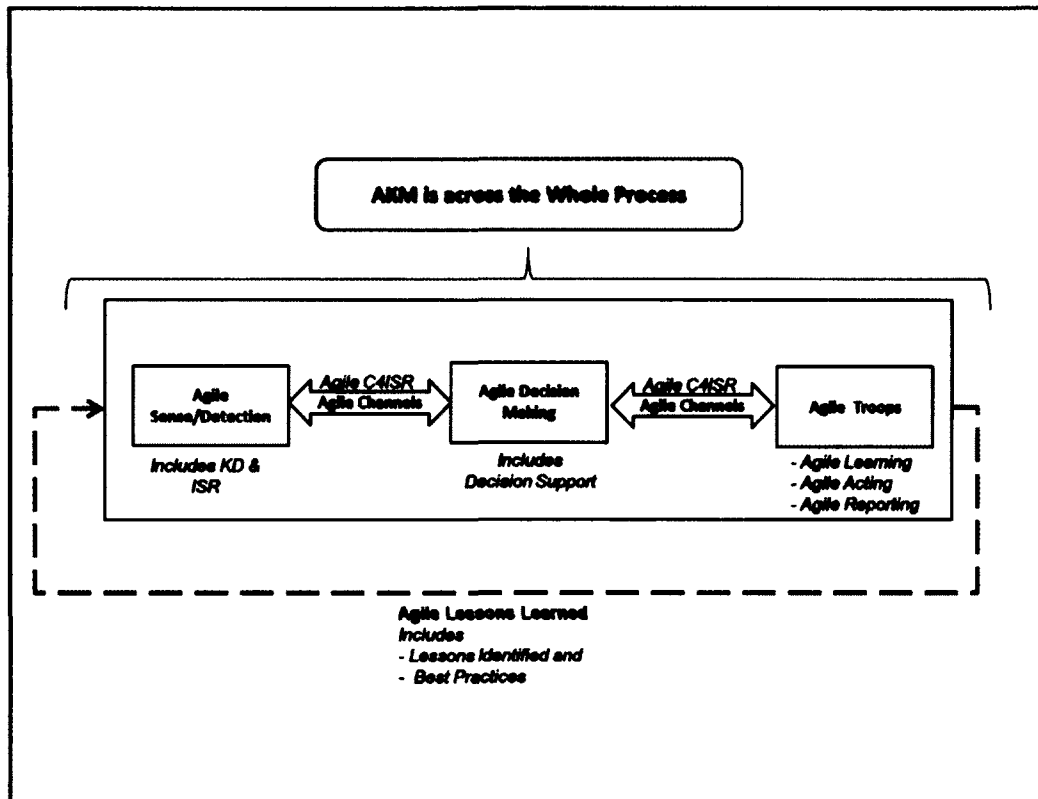 AKM is across the Whole Process
Agile
Sense/Detection
Includes KD &
ISR
Agile C4ISR
Agile Channels
Agile Decision
Making
Includes
Decision Support
Agile C4ISR
Agile Channels
Agile Troops
- Agile Learning
- Agile Acting
- Agile Reporting
Agile Lessons Learned
Includes
- Lessons Identified and
- Best Practices